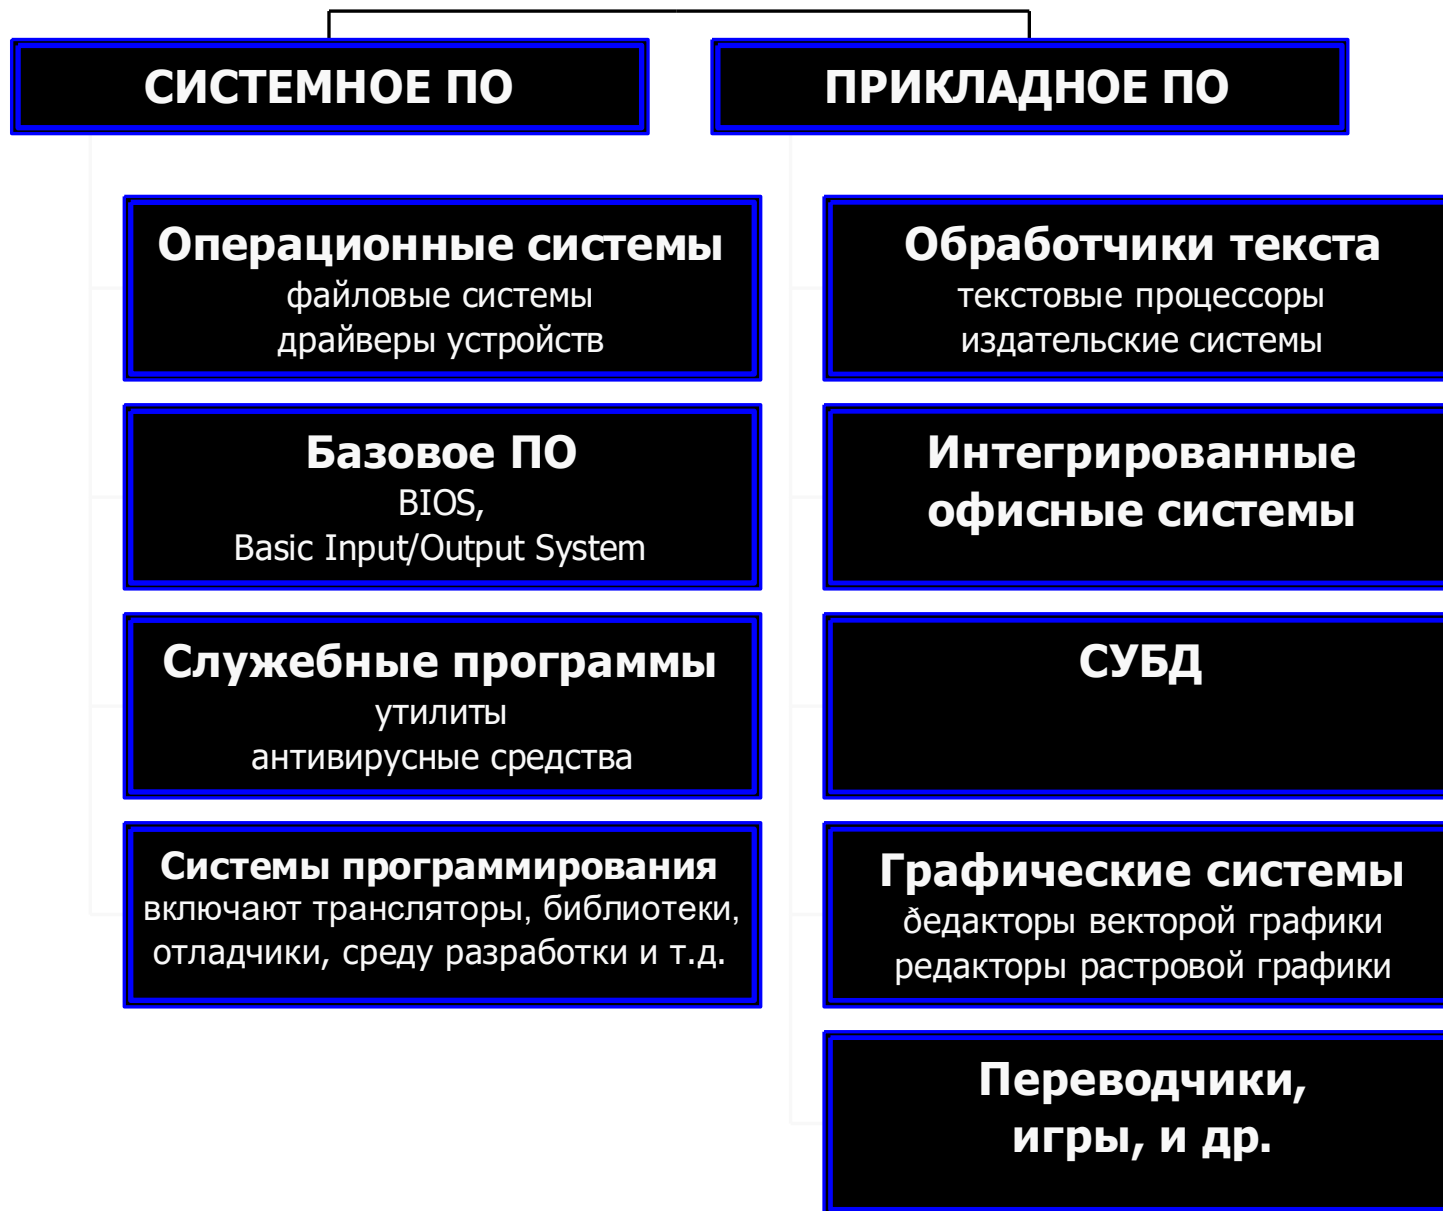 СИСТЕМНОЕ ПО
ПРИКЛАДНОЕ ПО
Операционные системы
файловые системы
драйверы устройств
Базовое ПО
BIOS,
Basic Input/Output System
Служебные программы
утилиты
антивирусные средства
Системы программирования
включают трансляторы, библиотеки,
отладчики, среду разработки и т.д.
Обработчики текста
текстовые процессоры
издательские системы
Интегрированные
офисные системы
СУБД
Графические системы
ðедакторы векторой графики
редакторы растровой графики
Переводчики,
игры, и др.